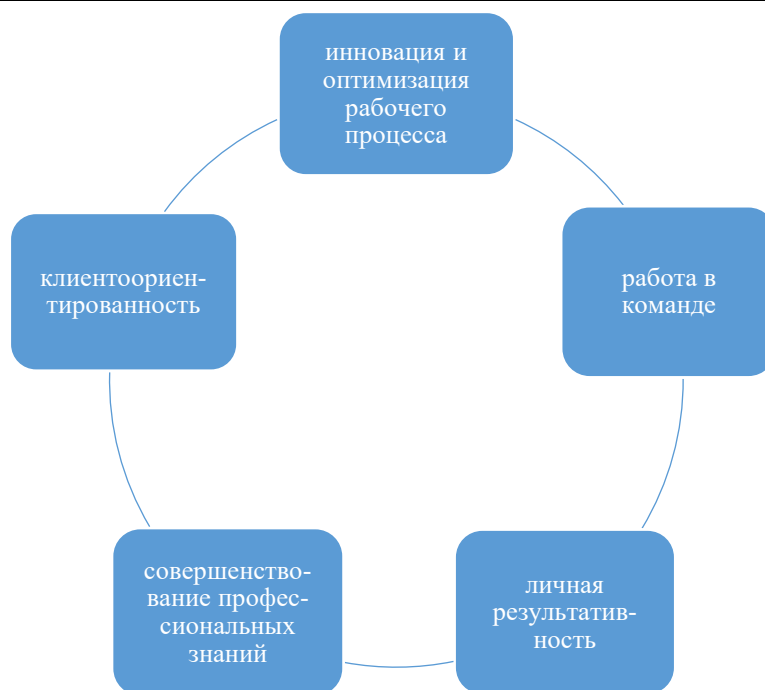 инновация и
оптимизация
рабочего
процесса
работа в
команде
личная
результатив-
ность
совершенство-
вание профес-
сиональных
знаний
клиентоориен-
тированность